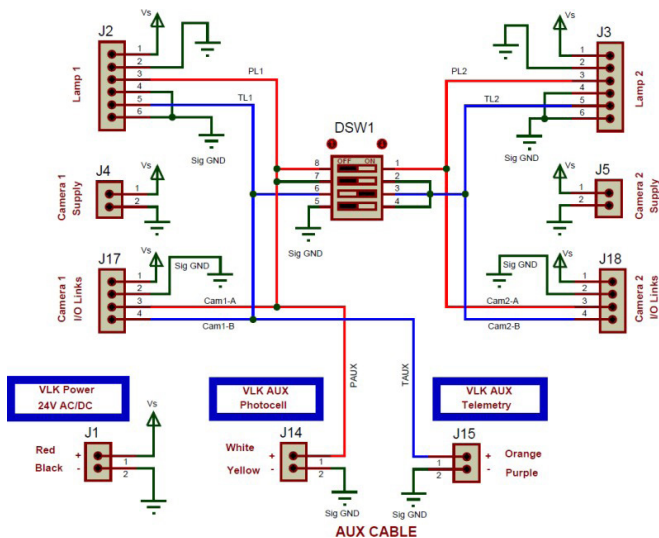 Vs
J2
Lamp 1
1
2
3
4
5
6
PL1
TL1
Sig GND
Vs
J3
Lamp 2
1
2
3
4
5
6
PL2
TL2
Sig GND
DSW1
OFF ON
8
7
6
5
1
2
3
4
Sig GND
J4
Vs
Camera 1
Supply
1
2
J5
Vs
Camera 2
Supply
1
2
J17
Vs
Sig GND
Camera 1
I/O Links
1
2
3
4
Cam1-A
Cam1-B
J18
Vs
Sig GND
Camera 2
I/O Links
1
2
3
4
Cam2-A
Cam2-B
PAUX
TAUX
VLK Power
24V AC/DC
VLK AUX
Photocell
VLK AUX
Telemetry
J1
Vs
Red +
Black -
1
2
J14
White +
Yellow -
1
2
Sig GND
J15
+ Orange
- Purple
1
2
Sig GND
AUX CABLE